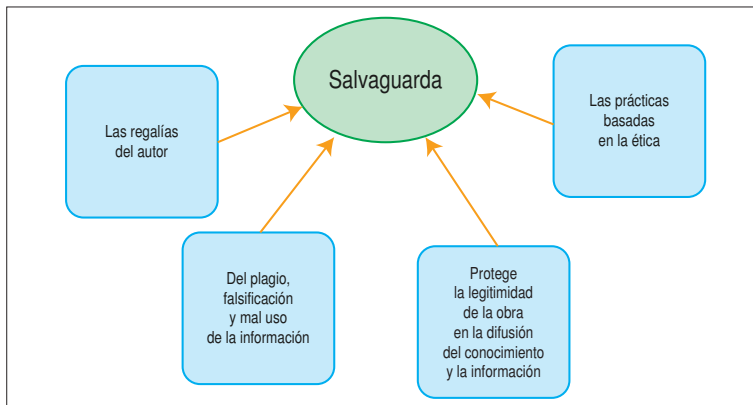 Salvaguarda
Las regalías
del autor
Las prácticas
basadas
en la ética
Del plagio,
falsificación
y mal uso
de la información
Protege
la legitimidad
de la obra
en la difusión
del conocimiento
y la información